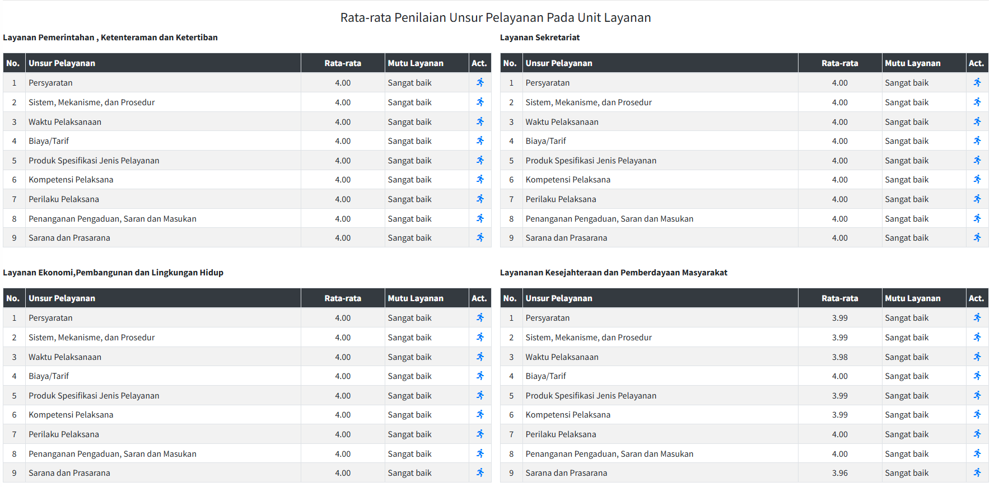 Rata-rata Penilaian Unsur Pelayanan Pada Unit Layanan
Layanan Pemerintahan , Ketenteraman dan Ketertiban
No. Unsur Pelayanan Rata-rata Mutu Layanan Act.
1 Persyaratan 4.00 Sangat baik
2 Sistem, Mekanisme, dan Prosedur 4.00 Sangat baik
3 Waktu Pelaksanaan 4.00 Sangat baik
4 Biaya/Tarif 4.00 Sangat baik
5 Produk Spesifikasi Jenis Pelayanan 4.00 Sangat baik
6 Kompetensi Pelaksana 4.00 Sangat baik
7 Perilaku Pelaksana 4.00 Sangat baik
8 Penanganan Pengaduan, Saran dan Masukan 4.00 Sangat baik
9 Sarana dan Prasarana 4.00 Sangat baik
Layanan Sekretariat
No. Unsur Pelayanan Rata-rata Mutu Layanan Act.
1 Persyaratan 4.00 Sangat baik
2 Sistem, Mekanisme, dan Prosedur 4.00 Sangat baik
3 Waktu Pelaksanaan 4.00 Sangat baik
4 Biaya/Tarif 4.00 Sangat baik
5 Produk Spesifikasi Jenis Pelayanan 4.00 Sangat baik
6 Kompetensi Pelaksana 4.00 Sangat baik
7 Perilaku Pelaksana 4.00 Sangat baik
8 Penanganan Pengaduan, Saran dan Masukan 4.00 Sangat baik
9 Sarana dan Prasarana 4.00 Sangat baik
Layanan Ekonomi,Pembangunan dan Lingkungan Hidup
No. Unsur Pelayanan Rata-rata Mutu Layanan Act.
1 Persyaratan 4.00 Sangat baik
2 Sistem, Mekanisme, dan Prosedur 4.00 Sangat baik
3 Waktu Pelaksanaan 4.00 Sangat baik
4 Biaya/Tarif 4.00 Sangat baik
5 Produk Spesifikasi Jenis Pelayanan 4.00 Sangat baik
6 Kompetensi Pelaksana 4.00 Sangat baik
7 Perilaku Pelaksana 4.00 Sangat baik
8 Penanganan Pengaduan, Saran dan Masukan 4.00 Sangat baik
9 Sarana dan Prasarana 4.00 Sangat baik
Layananan Kesejahteraan dan Pemberdayaan Masyarakat
No. Unsur Pelayanan Rata-rata Mutu Layanan Act.
1 Persyaratan 3.99 Sangat baik
2 Sistem, Mekanisme, dan Prosedur 3.99 Sangat baik
3 Waktu Pelaksanaan 3.98 Sangat baik
4 Biaya/Tarif 4.00 Sangat baik
5 Produk Spesifikasi Jenis Pelayanan 3.99 Sangat baik
6 Kompetensi Pelaksana 3.99 Sangat baik
7 Perilaku Pelaksana 4.00 Sangat baik
8 Penanganan Pengaduan, Saran dan Masukan 4.00 Sangat baik
9 Sarana dan Prasarana 3.96 Sangat baik